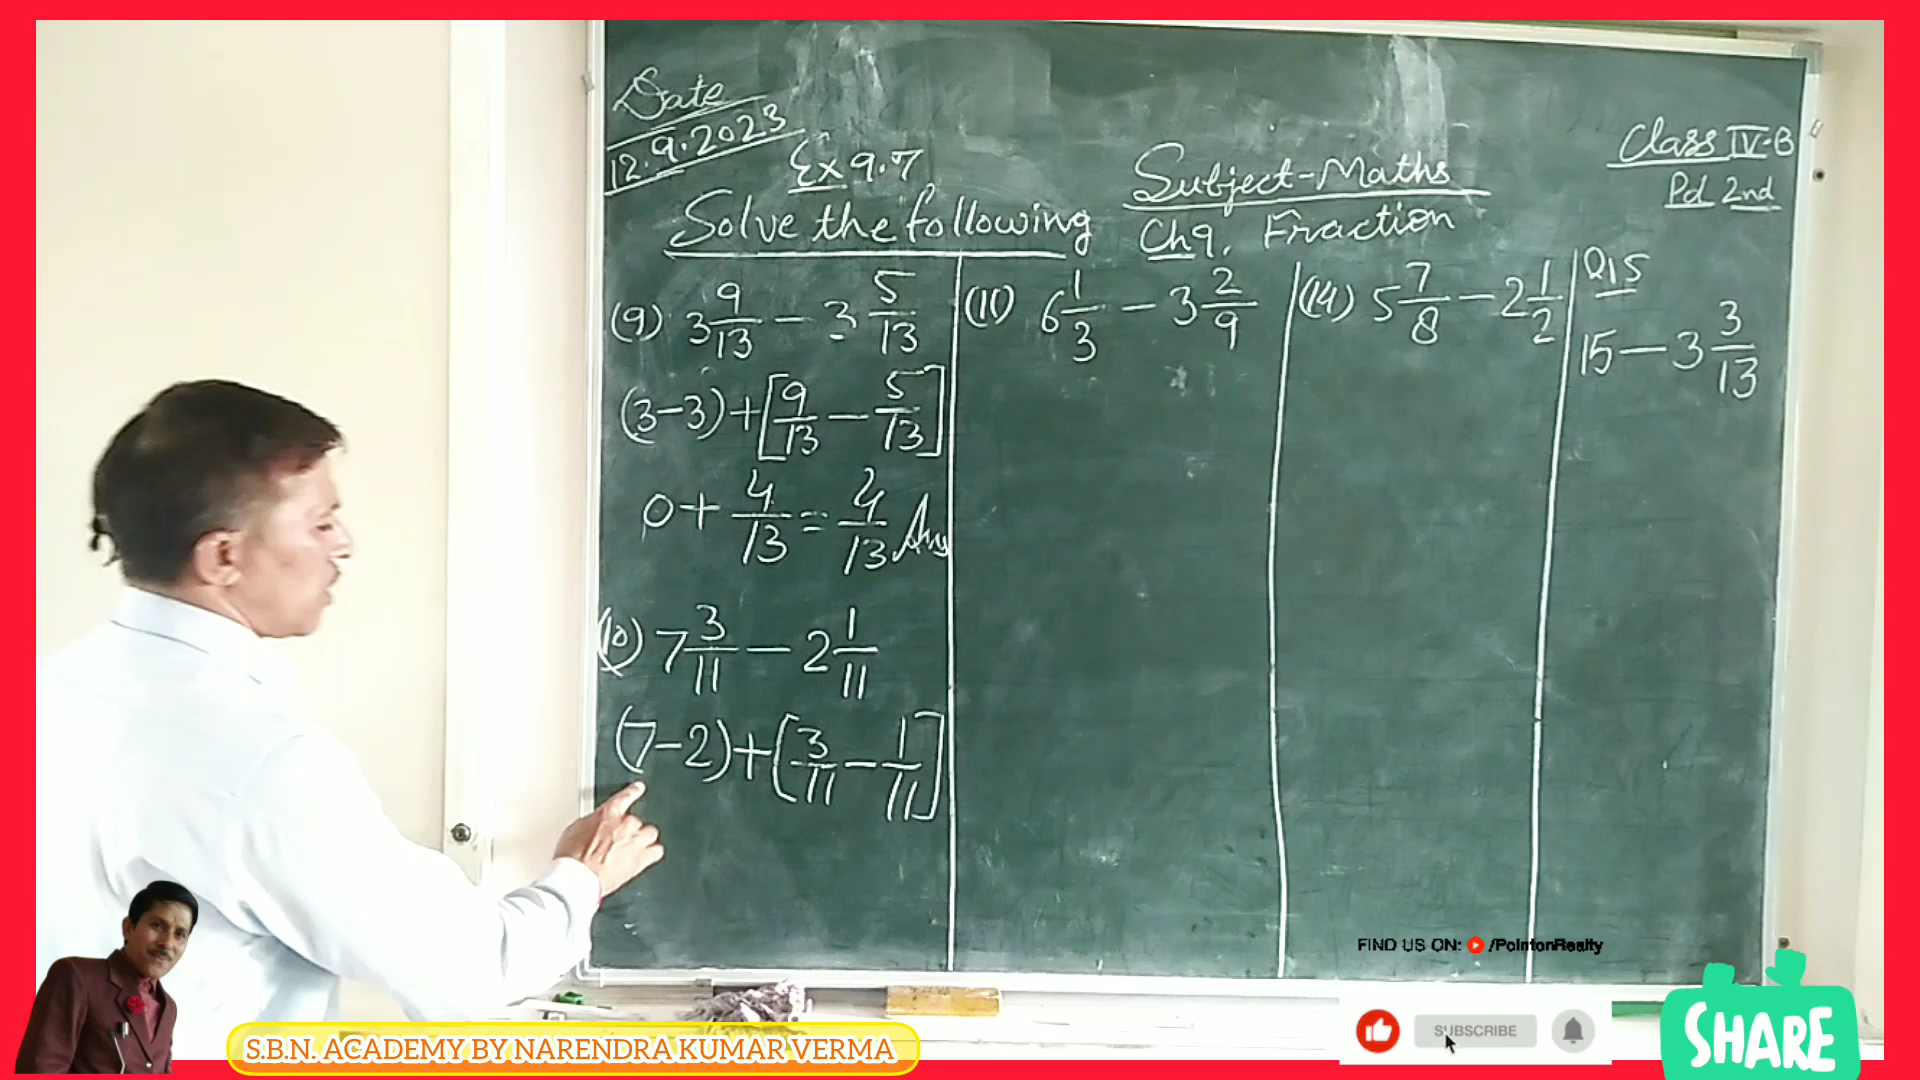 Date
12.9.2023
Ex 9.7
Subject-Maths
Class IV-B
Pd 2nd
Solve the following
Ch 9. Fraction
(9) 3 9/13 - 3 5/13
(3-3)+[9/13 - 5/13]
0 + 4/13 = 4/13 Ans
(10) 7 3/11 - 2 1/11
(7-2)+[3/11 - 1/11]
(11) 6 1/3 - 3 2/9
(14) 5 7/8 - 2 1/2
Q15
15 - 3 3/13
FIND US ON: /PointonRealty
SUBSCRIBE
SHARE
S.B.N. ACADEMY BY NARENDRA KUMAR VERMA